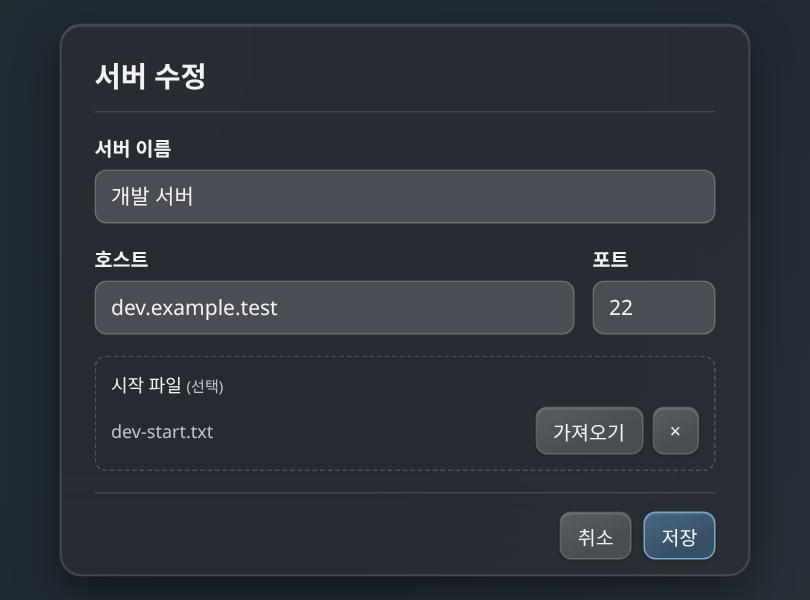 서버 수정
서버 이름
개발 서버
호스트 포트
dev.example.test 22
시작 파일 (선택)
dev-start.txt 가져오기 ×
취소 저장